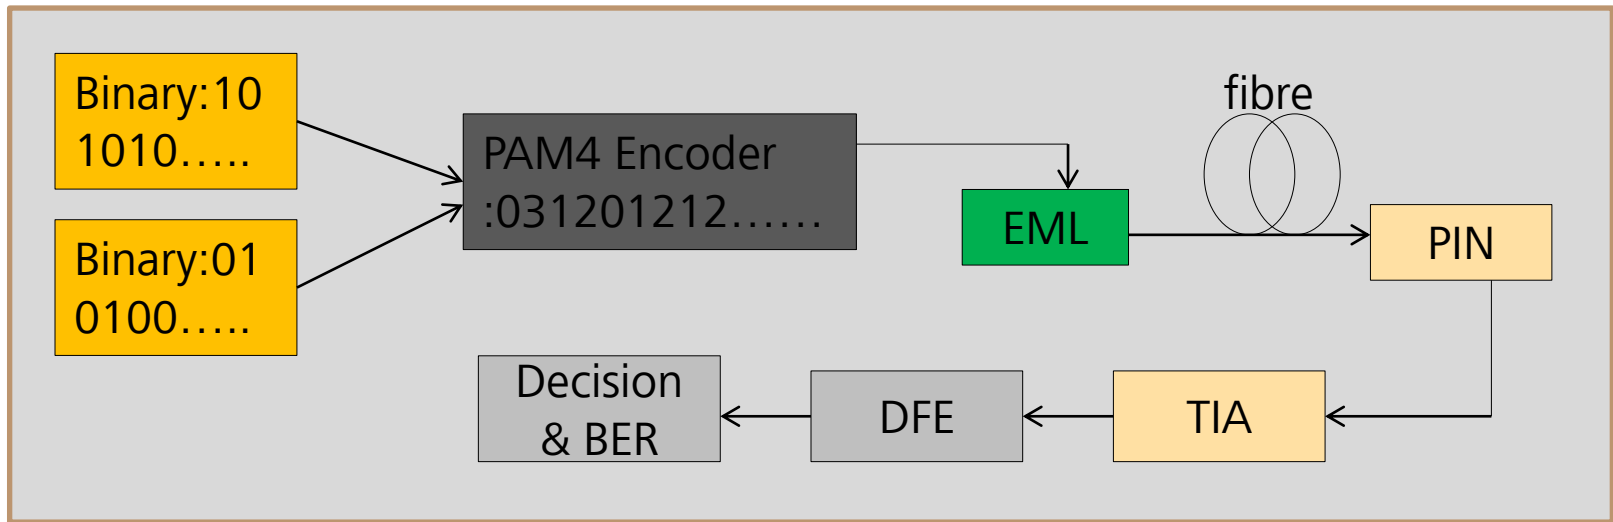 Binary:10
1010…..
Binary:01
0100…..
PAM4 Encoder
:031201212……
EML
fibre
PIN
TIA
DFE
Decision
& BER